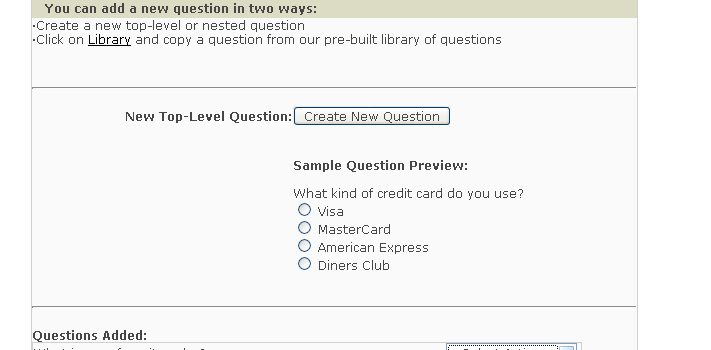 You can add a new question in two ways:
·Create a new top-level or nested question
·Click on Library and copy a question from our pre-built library of questions
New Top-Level Question: Create New Question
Sample Question Preview:
What kind of credit card do you use?
Visa
MasterCard
American Express
Diners Club
Questions Added: